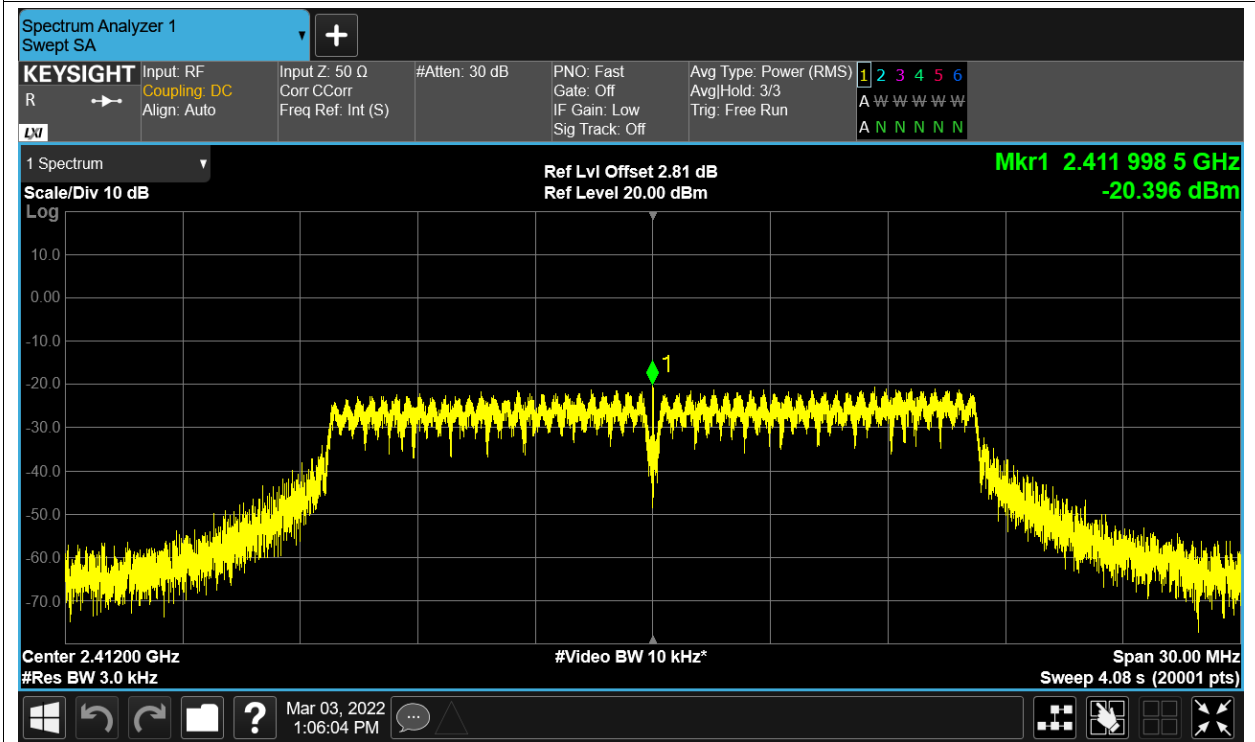 Spectrum Analyzer 1
Swept SA
+
KEYSIGHT
R
LXI
Input: RF
Coupling: DC
Align: Auto
Input Z: 50 Ω
Corr CCorr
Freq Ref: Int (S)
#Atten: 30 dB
PNO: Fast
Gate: Off
IF Gain: Low
Sig Track: Off
Avg Type: Power (RMS)
Avg|Hold: 3/3
Trig: Free Run
1 2 3 4 5 6
A W W W W W
A N N N N N
1 Spectrum
Scale/Div 10 dB
Log
Ref Lvl Offset 2.81 dB
Ref Level 20.00 dBm
Mkr1 2.411 998 5 GHz
-20.396 dBm
10.0
0.00
-10.0
1
-20.0
-30.0
-40.0
-50.0
-60.0
-70.0
Center 2.41200 GHz
#Res BW 3.0 kHz
#Video BW 10 kHz*
Span 30.00 MHz
Sweep 4.08 s (20001 pts)
?
Mar 03, 2022
1:06:04 PM